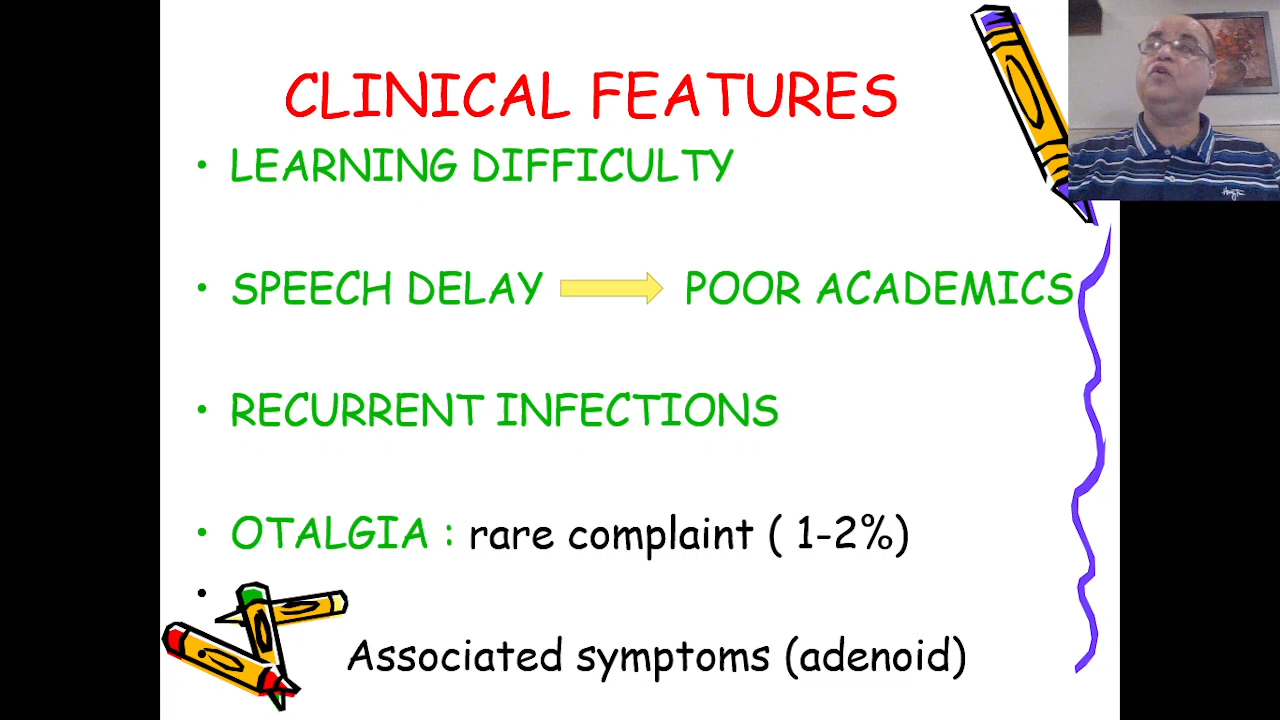 CLINICAL FEATURES
• LEARNING DIFFICULTY
• SPEECH DELAY POOR ACADEMICS
• RECURRENT INFECTIONS
• OTALGIA : rare complaint ( 1-2%)
•
• Associated symptoms (adenoid)